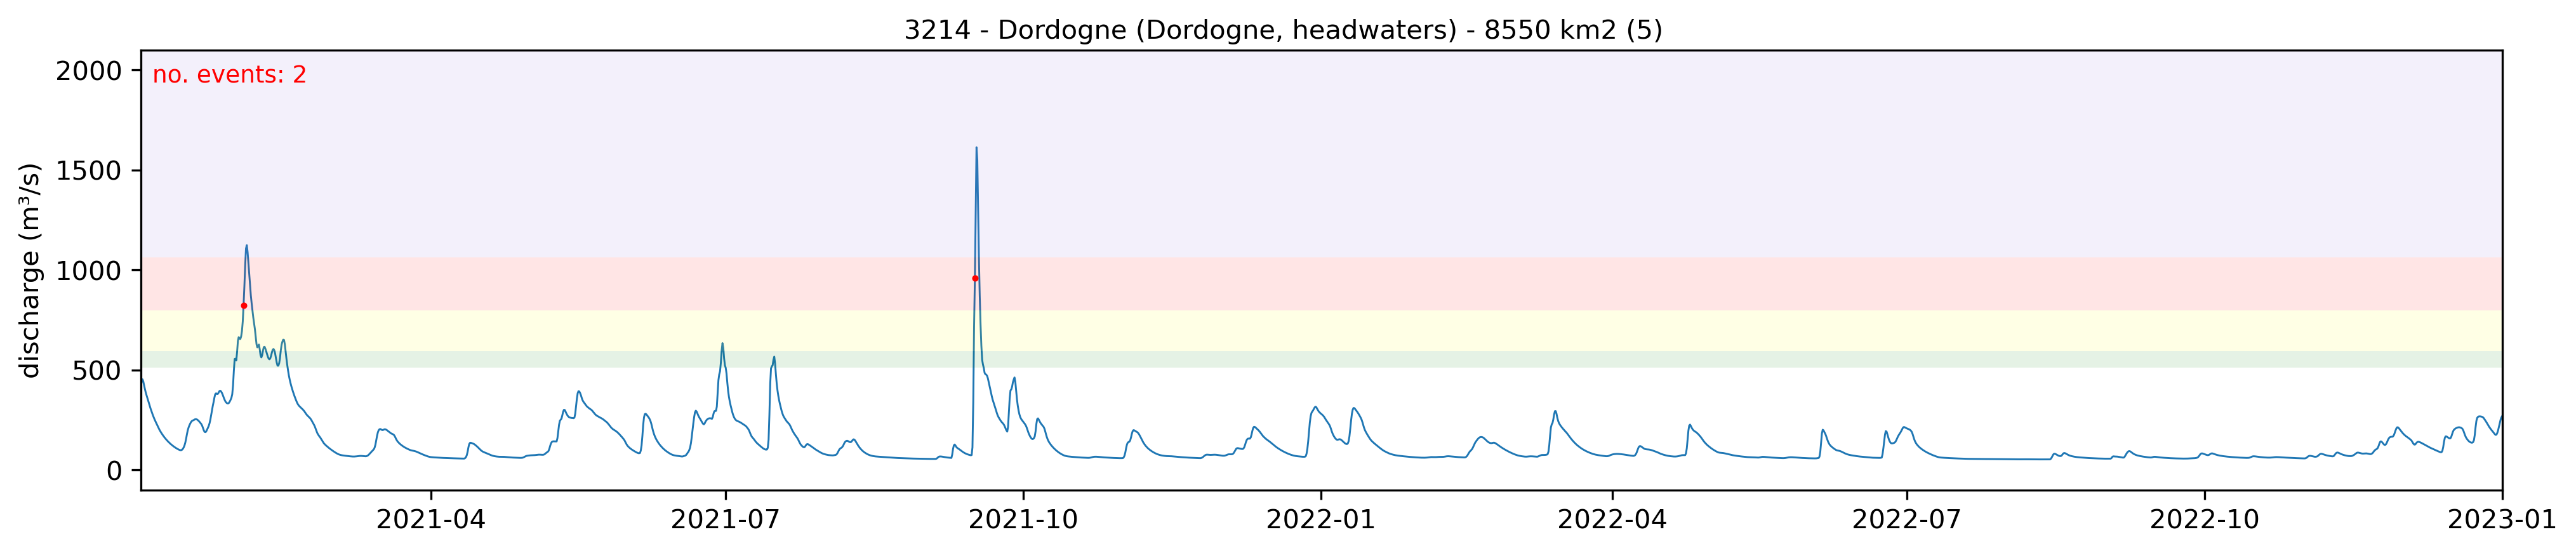 3214 - Dordogne (Dordogne, headwaters) - 8550 km2 (5)
no. events: 2
discharge (m³/s)
2000
1500
1000
500
0
2021-04 2021-07 2021-10 2022-01 2022-04 2022-07 2022-10 2023-01